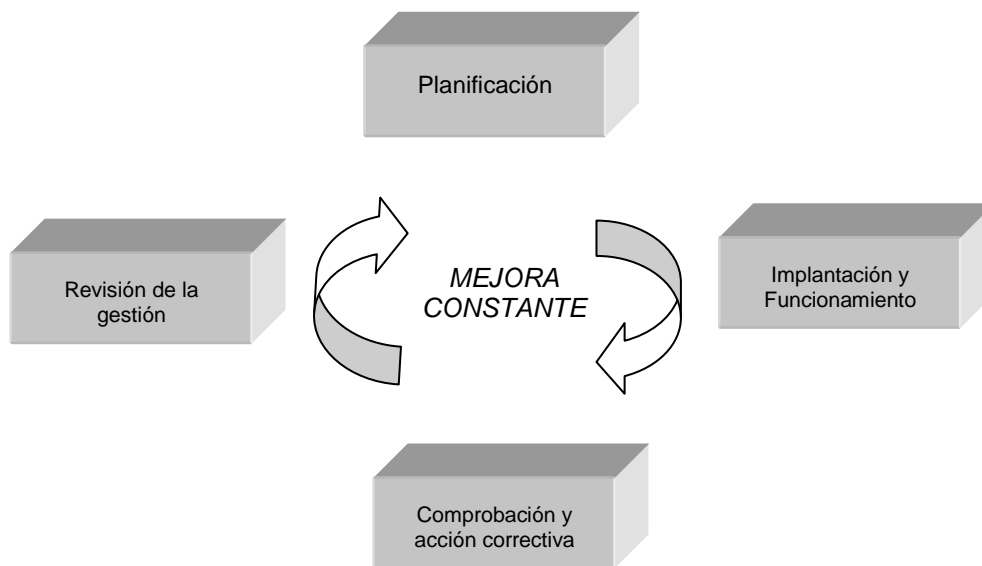 Planificación
Revisión de la
gestión
MEJORA
CONSTANTE
Implantación y
Funcionamiento
Comprobación y
acción correctiva